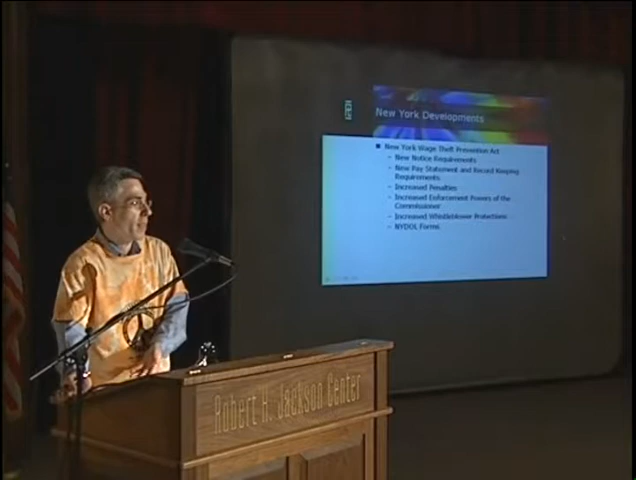 New York Developments
New York Wage Theft Prevention Act
– New Notice Requirements
– New Pay Statement and Record Keeping
Requirements
– Increased Penalties
– Increased Enforcement Powers of the
Commissioner
– Increased Whistleblower Protections
– NYDOL Forms
Robert H. Jackson Center